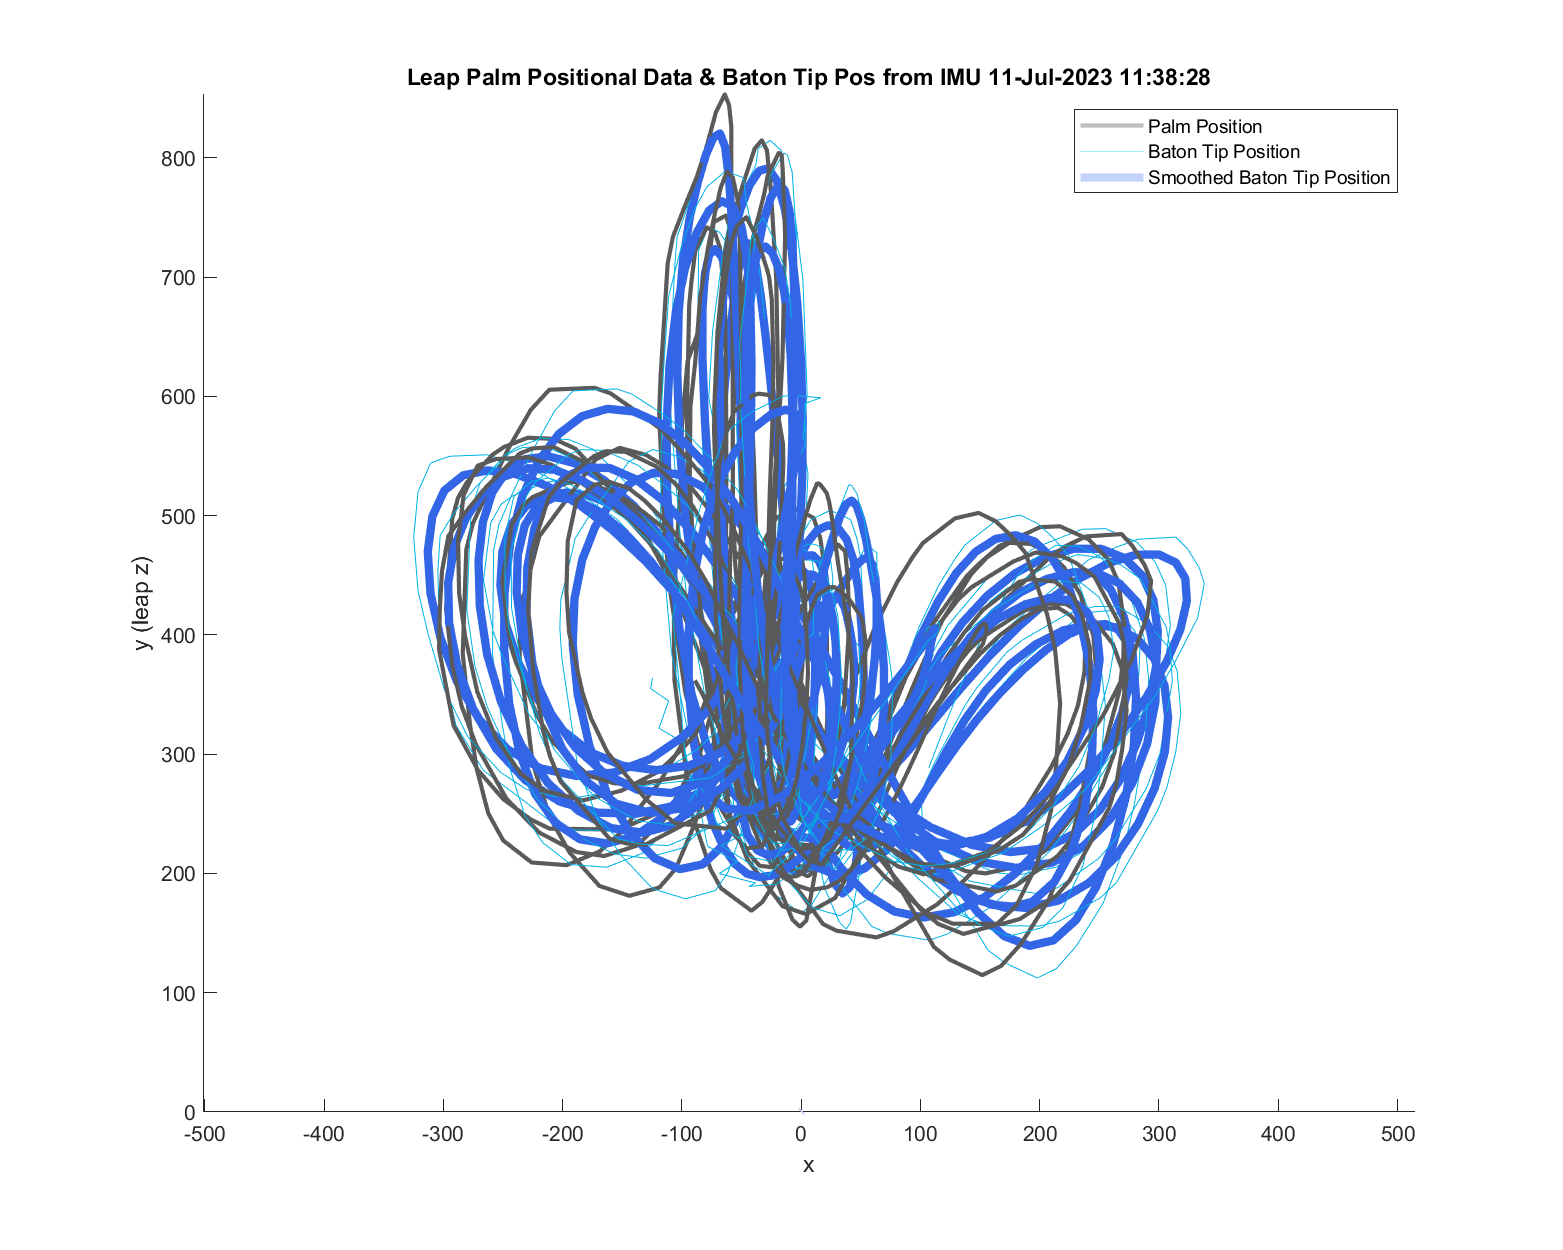 Leap Palm Positional Data & Baton Tip Pos from IMU 11-Jul-2023 11:38:28
Palm Position
Baton Tip Position
Smoothed Baton Tip Position
800
700
600
500
400
300
200
100
0
y (leap z)
-500 -400 -300 -200 -100 0 100 200 300 400 500
x